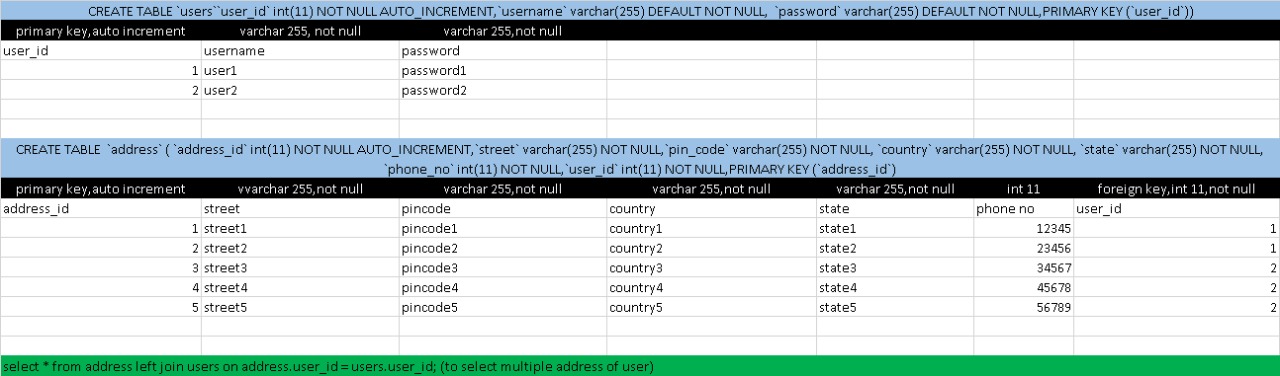 CREATE TABLE `users``user_id` int(11) NOT NULL AUTO_INCREMENT,`username` varchar(255) DEFAULT NOT NULL, `password` varchar(255) DEFAULT NOT NULL,PRIMARY KEY (`user_id`))
primary key,auto increment varchar 255, not null varchar 255,not null
user_id username password
1 user1 password1
2 user2 password2
CREATE TABLE `address` ( `address_id` int(11) NOT NULL AUTO_INCREMENT,`street` varchar(255) NOT NULL,`pin_code` varchar(255) NOT NULL, `country` varchar(255) NOT NULL, `state` varchar(255) NOT NULL,
`phone_no` int(11) NOT NULL,`user_id` int(11) NOT NULL,PRIMARY KEY (`address_id`)
primary key,auto increment vvarchar 255,not null varchar 255,not null varchar 255,not null varchar 255,not null int 11 foreign key,int 11,not null
address_id street pincode country state phone no user_id
1 street1 pincode1 country1 state1 12345 1
2 street2 pincode2 country2 state2 23456 1
3 street3 pincode3 country3 state3 34567 2
4 street4 pincode4 country4 state4 45678 2
5 street5 pincode5 country5 state5 56789 2
select * from address left join users on address.user_id = users.user_id; (to select multiple address of user)